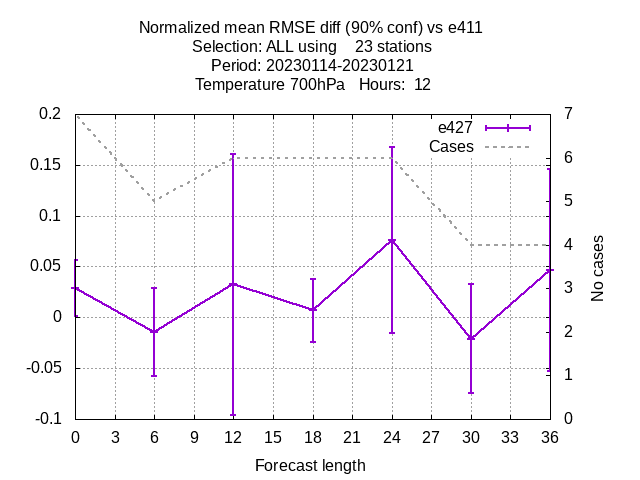 Normalized mean RMSE diff (90% conf) vs e411
Selection: ALL using    23 stations
Period: 20230114-20230121
Temperature 700hPa   Hours:  12
0.2
0.15
0.1
0.05
0
-0.05
-0.1
7
6
5
4
3
2
1
0
e427
Cases
No cases
0 3 6 9 12 15 18 21 24 27 30 33 36
Forecast length